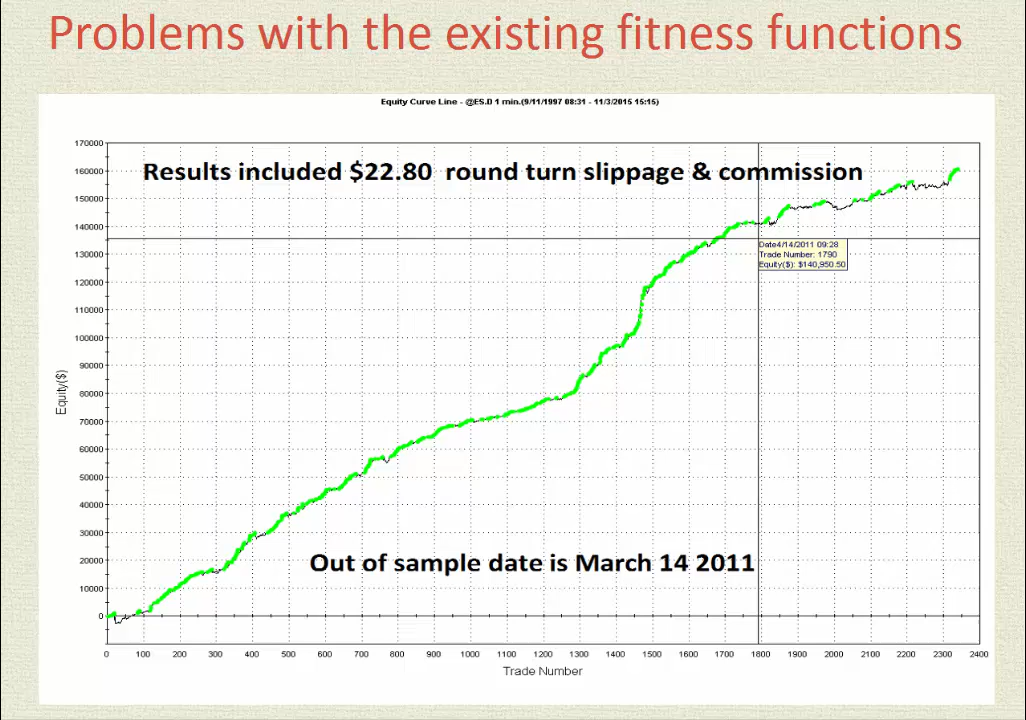 Problems with the existing fitness functions
Equity Curve Line - @ES.D 1 min.(9/11/1997 08:31 - 11/3/2015 15:15)
Results included $22.80 round turn slippage & commission
170000
160000
150000
140000
130000
120000
110000
100000
90000
80000
70000
60000
50000
40000
30000
20000
10000
0
Equity($)
Date4/14/2011 09:28
Trade Number: 1790
Equity($): $140,950.50
Out of sample date is March 14 2011
0 100 200 300 400 500 600 700 800 900 1000 1100 1200 1300 1400 1500 1600 1700 1800 1900 2000 2100 2200 2300 2400
Trade Number